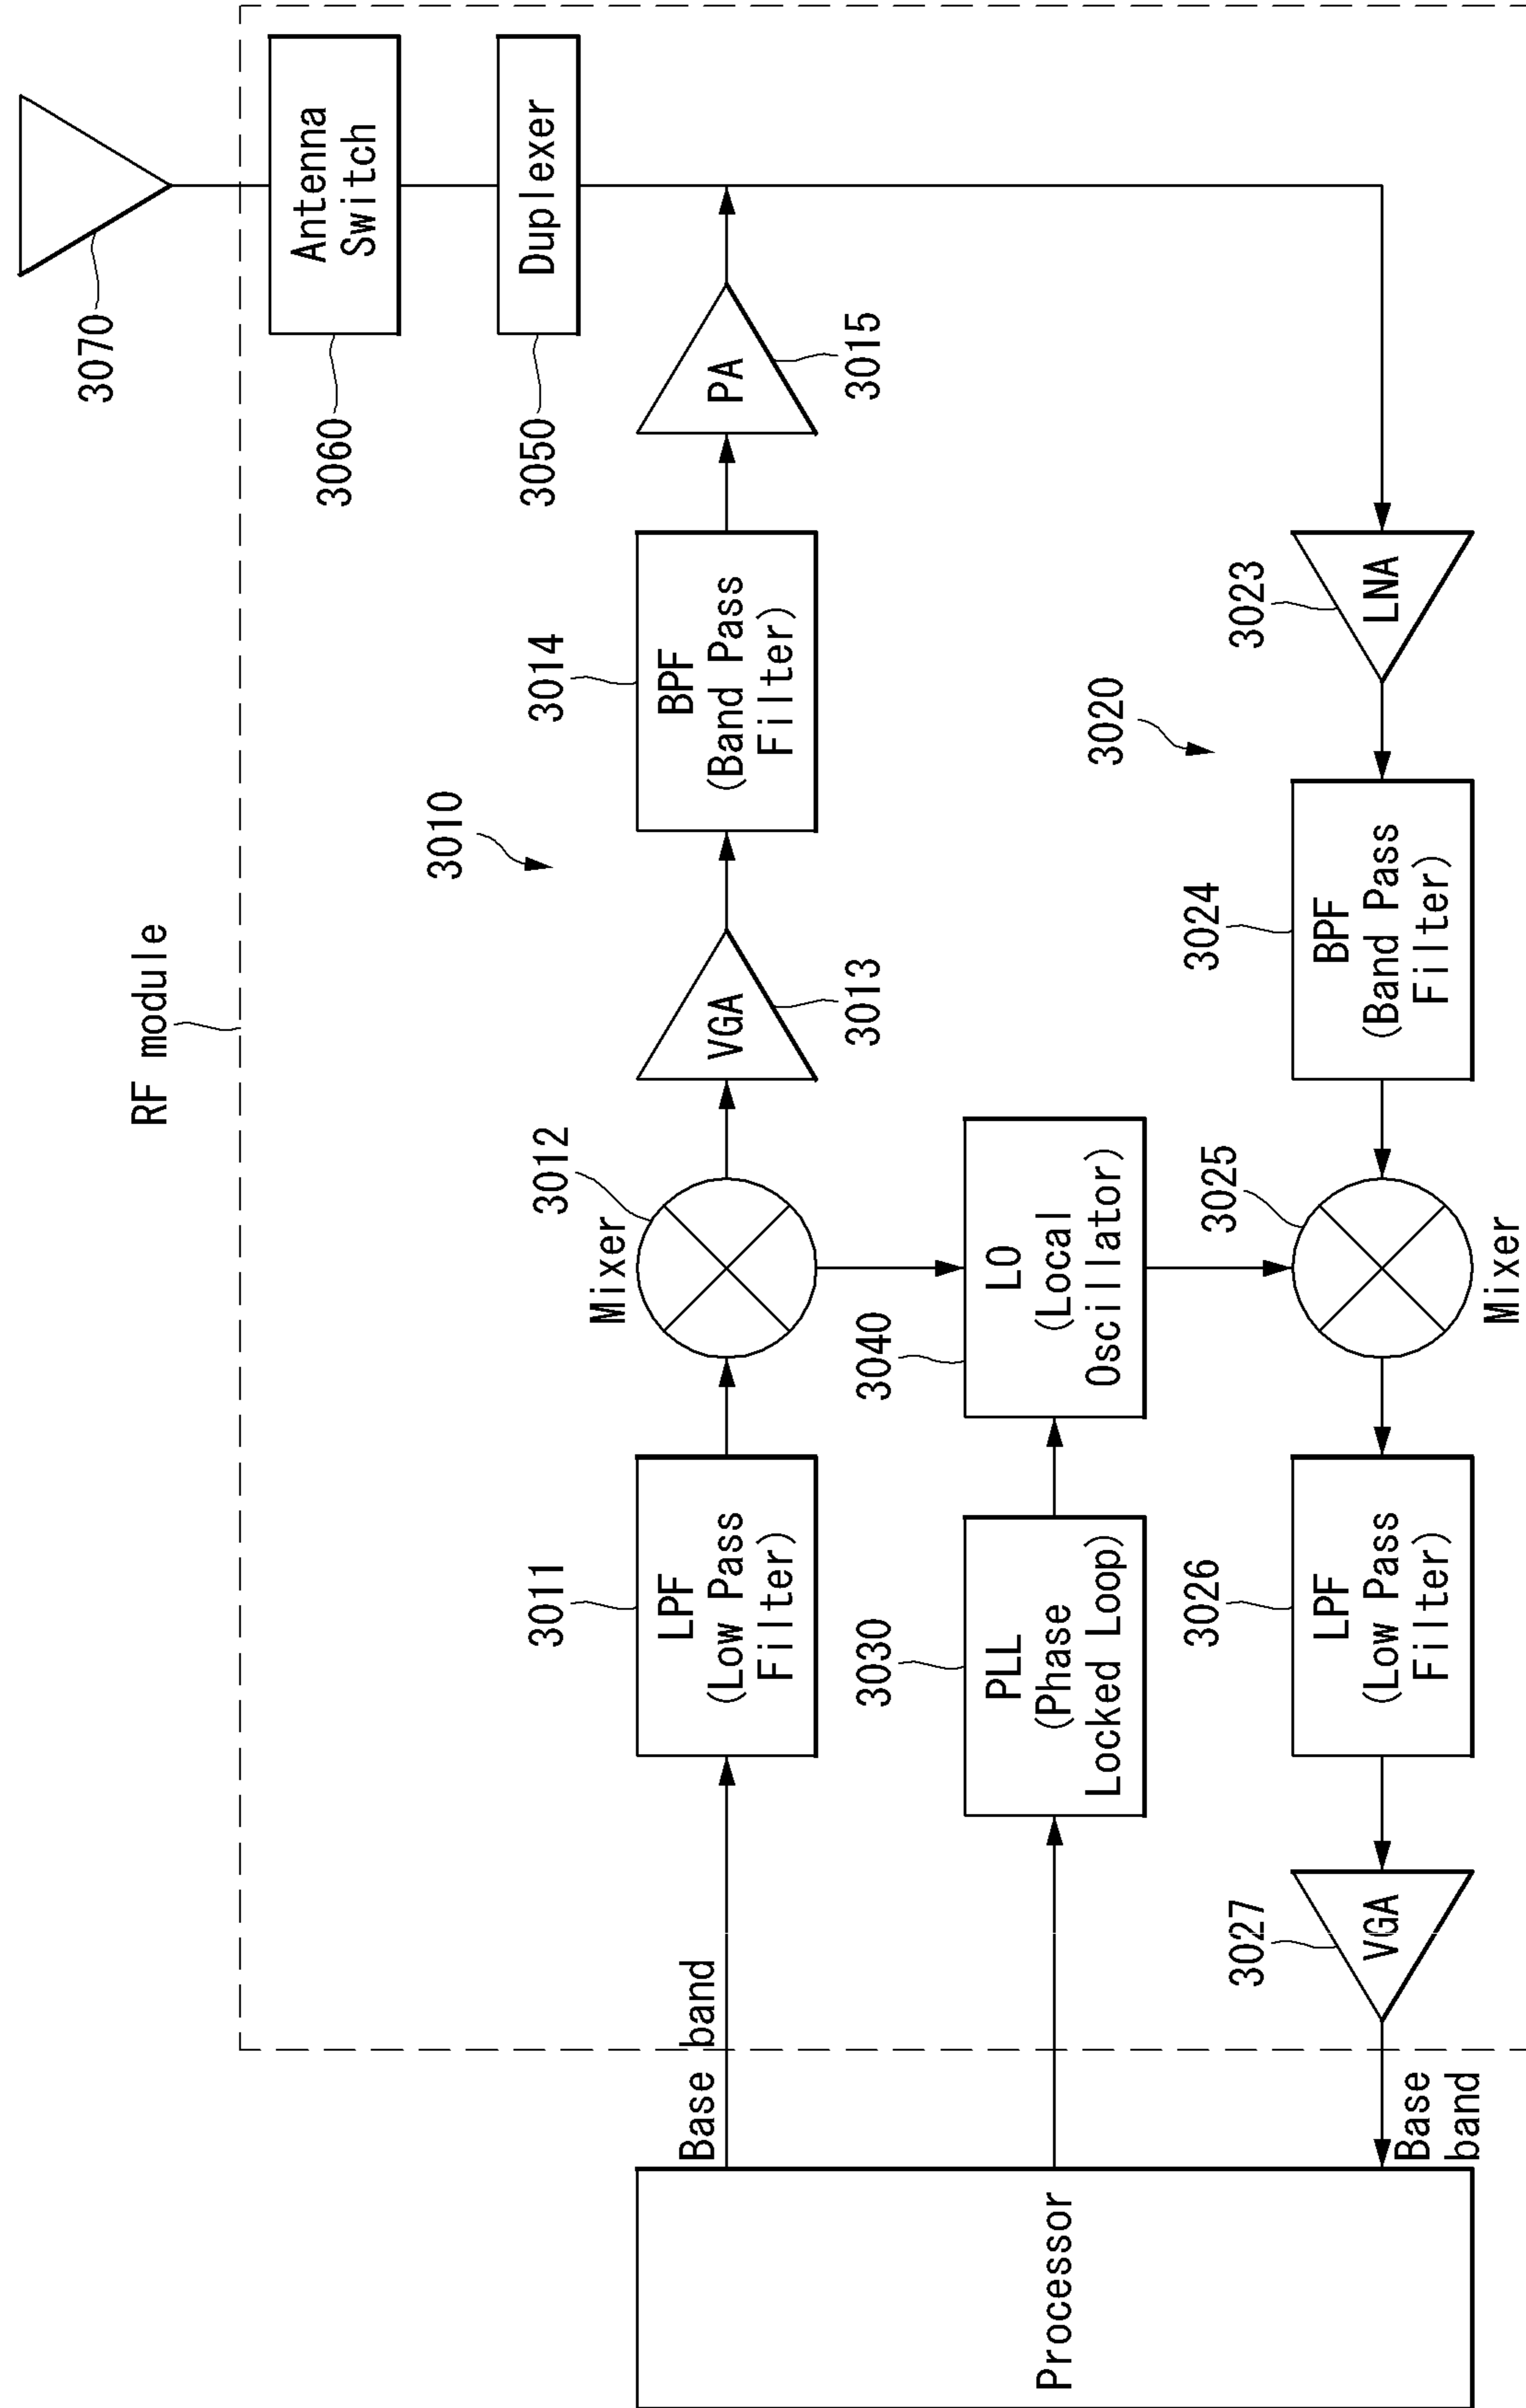 RF module
3070
Antenna
Switch
3060
Duplexer
3050
3010
3011
LPF
(Low Pass
Filter)
Mixer
3012
VGA
3013
3014
BPF
(Band Pass
Filter)
PA
3015
Base band
Processor
3030
PLL
(Phase
Locked Loop)
3040
LO
(Local
Oscillator)
3020
3027
VGA
3026
LPF
(Low Pass
Filter)
3025
Mixer
3024
BPF
(Band Pass
Filter)
3023
LNA
Base
band